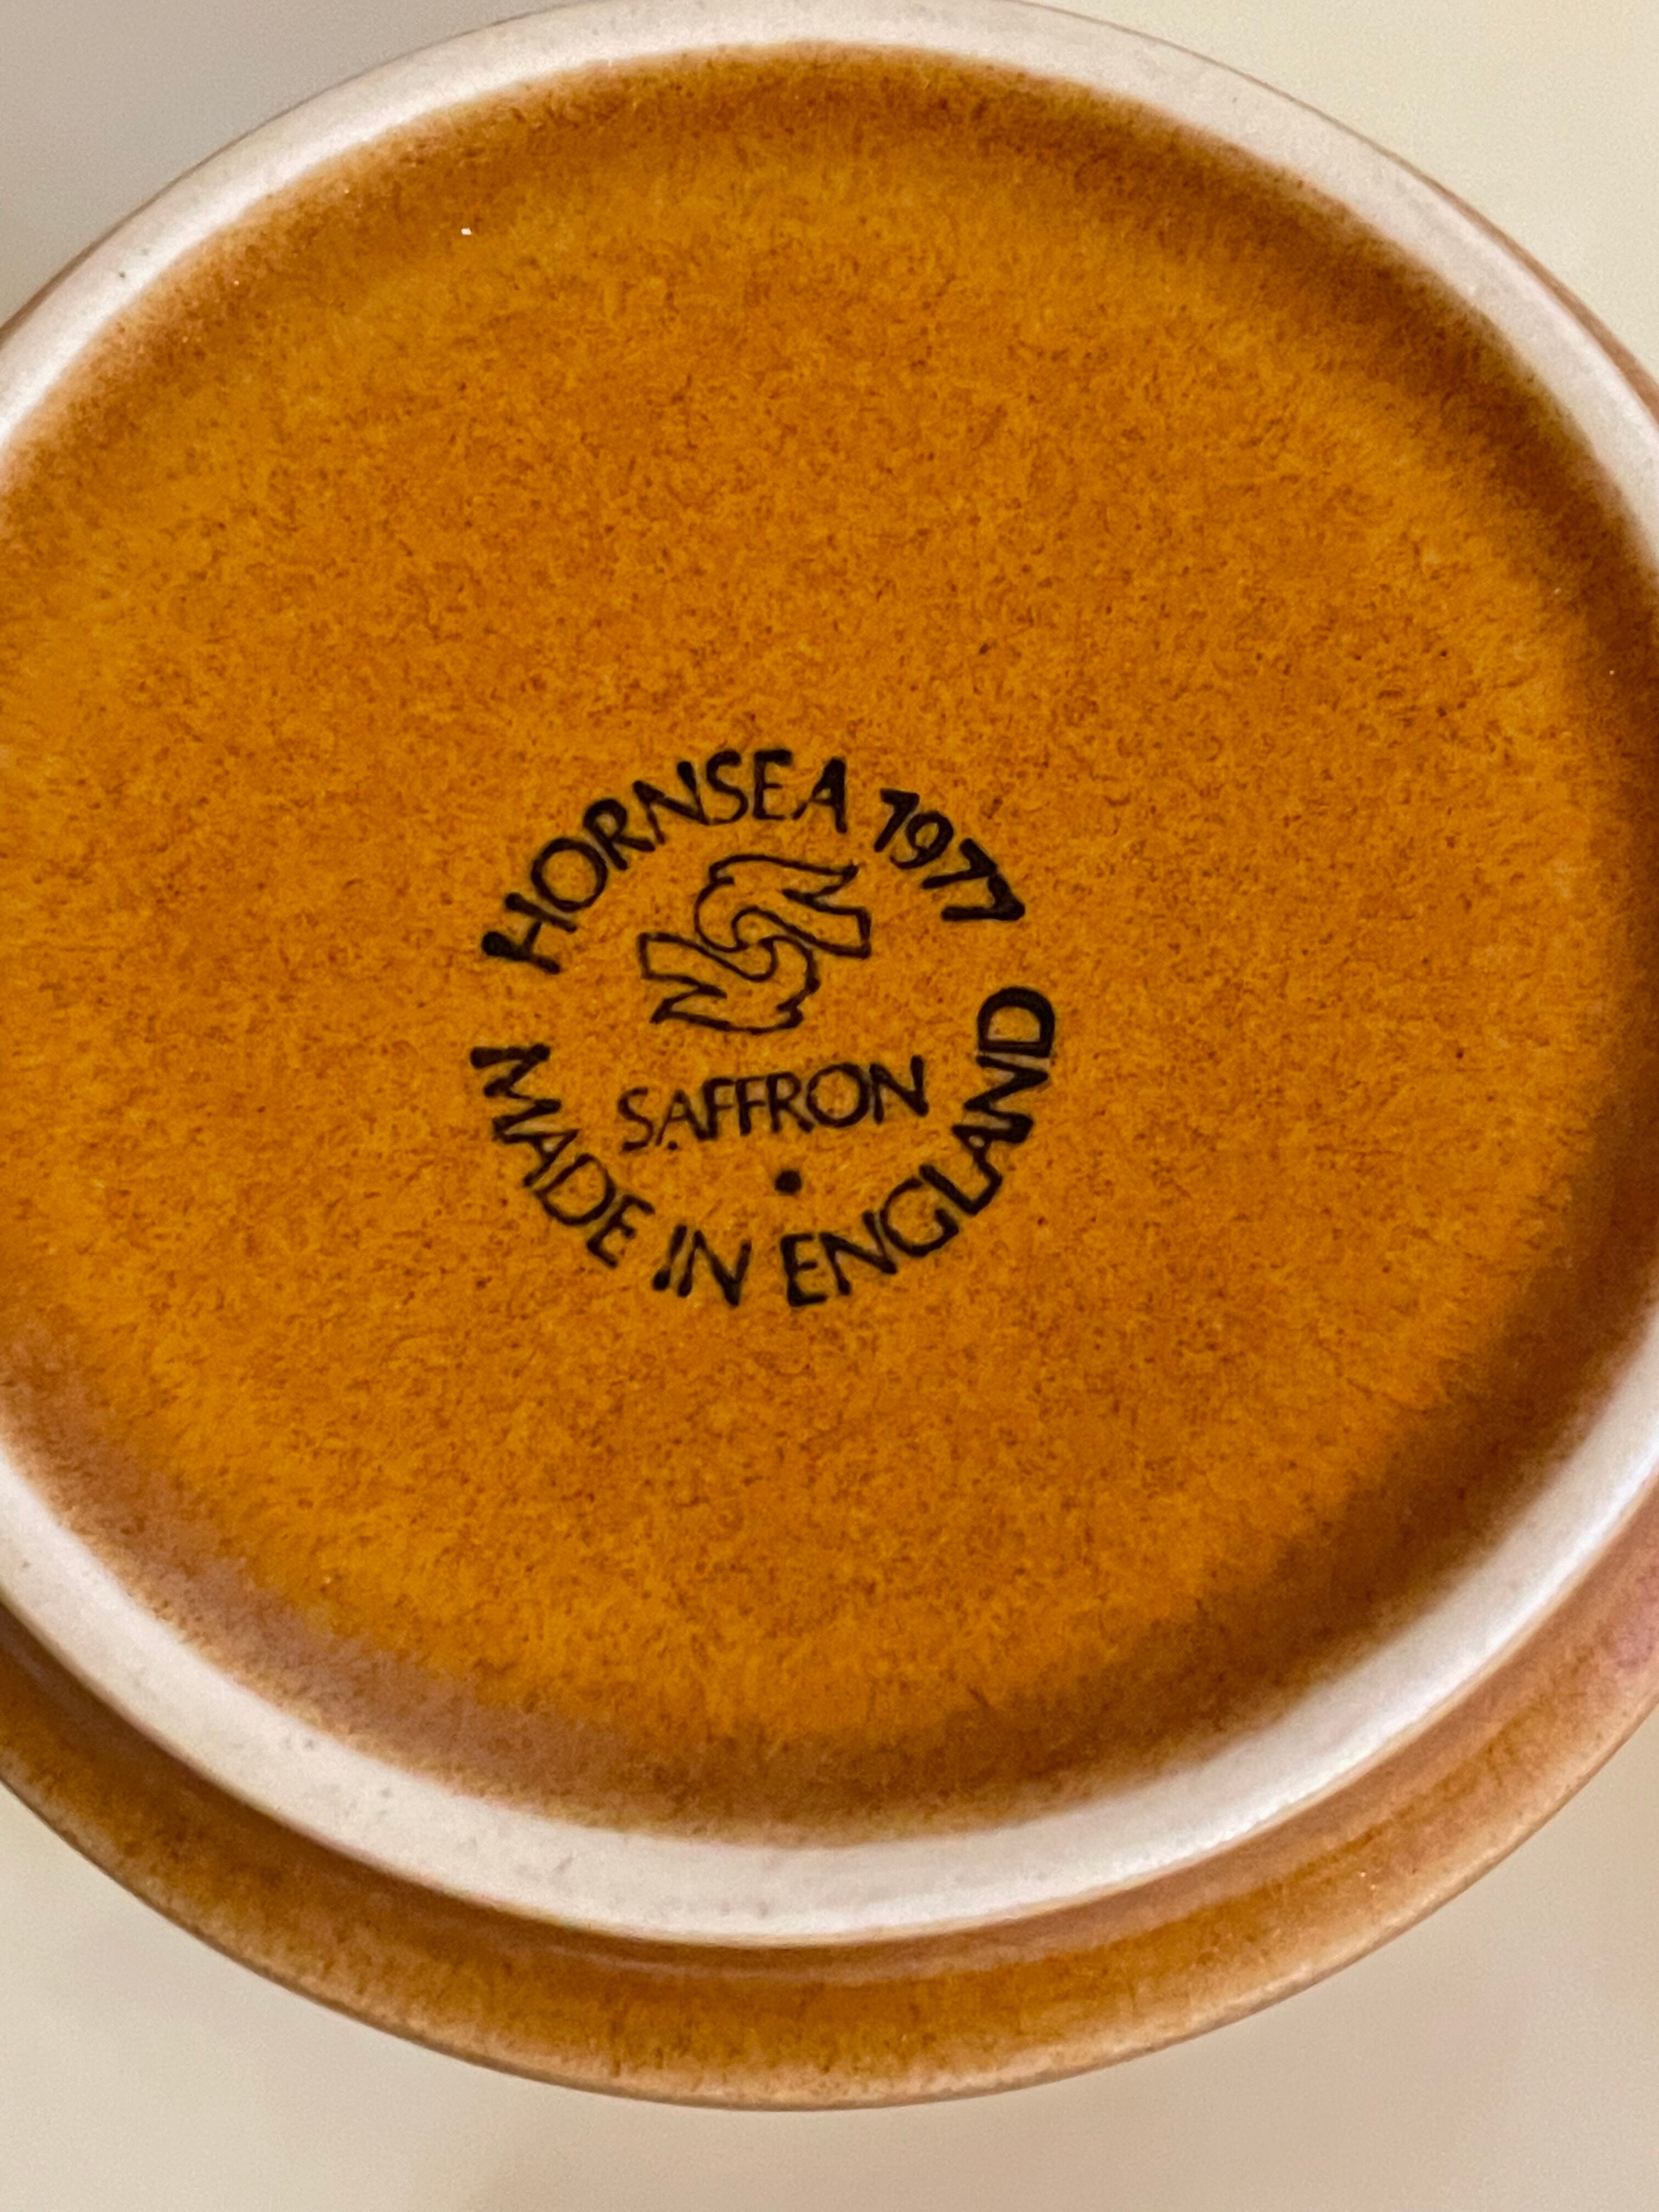 HORNSEA 1977
SAFFRON
MADE IN ENGLAND